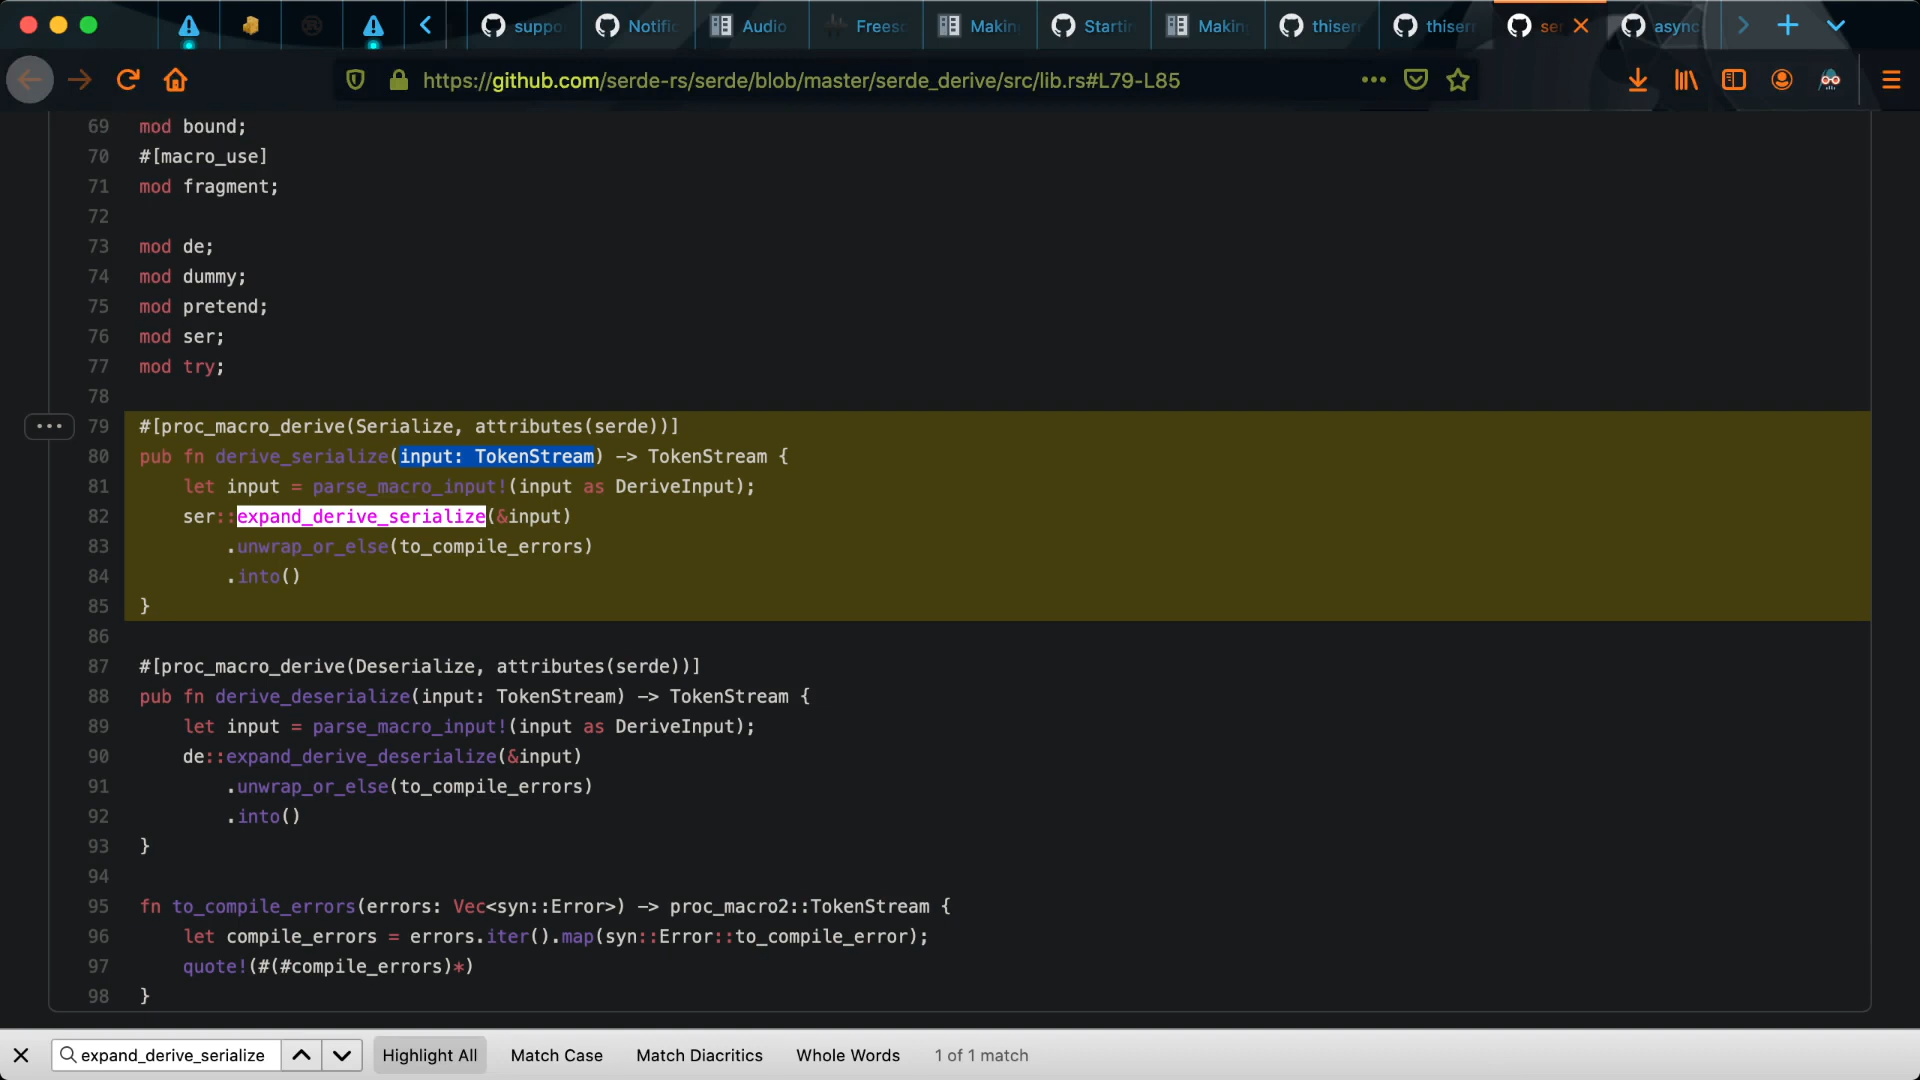 suppo
Notific
Audio
Freeso
Makin
Startin
Makin
thiserr
thiserr
ser
async
https://github.com/serde-rs/serde/blob/master/serde_derive/src/lib.rs#L79-L85
69 mod bound;
70 #[macro_use]
71 mod fragment;
72
73 mod de;
74 mod dummy;
75 mod pretend;
76 mod ser;
77 mod try;
78
79 #[proc_macro_derive(Serialize, attributes(serde))]
80 pub fn derive_serialize(input: TokenStream) -> TokenStream {
81     let input = parse_macro_input!(input as DeriveInput);
82     ser::expand_derive_serialize(&input)
83         .unwrap_or_else(to_compile_errors)
84         .into()
85 }
86
87 #[proc_macro_derive(Deserialize, attributes(serde))]
88 pub fn derive_deserialize(input: TokenStream) -> TokenStream {
89     let input = parse_macro_input!(input as DeriveInput);
90     de::expand_derive_deserialize(&input)
91         .unwrap_or_else(to_compile_errors)
92         .into()
93 }
94
95 fn to_compile_errors(errors: Vec<syn::Error>) -> proc_macro2::TokenStream {
96     let compile_errors = errors.iter().map(syn::Error::to_compile_error);
97     quote!(#(#compile_errors)*)
98 }
expand_derive_serialize Highlight All Match Case Match Diacritics Whole Words 1 of 1 match